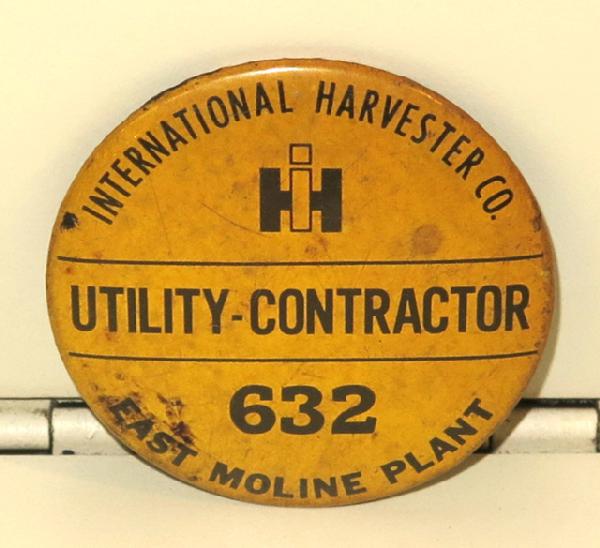 INTERNATIONAL HARVESTER CO.
IH
UTILITY-CONTRACTOR
632
EAST MOLINE PLANT